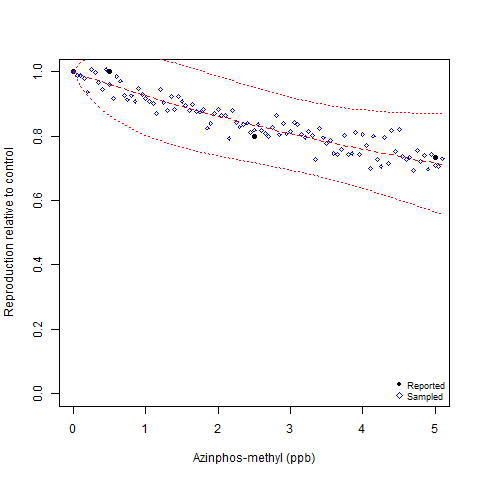 Reproduction relative to control
1.0
0.8
0.6
0.4
0.2
0.0
Reported
Sampled
0 1 2 3 4 5
Azinphos-methyl (ppb)